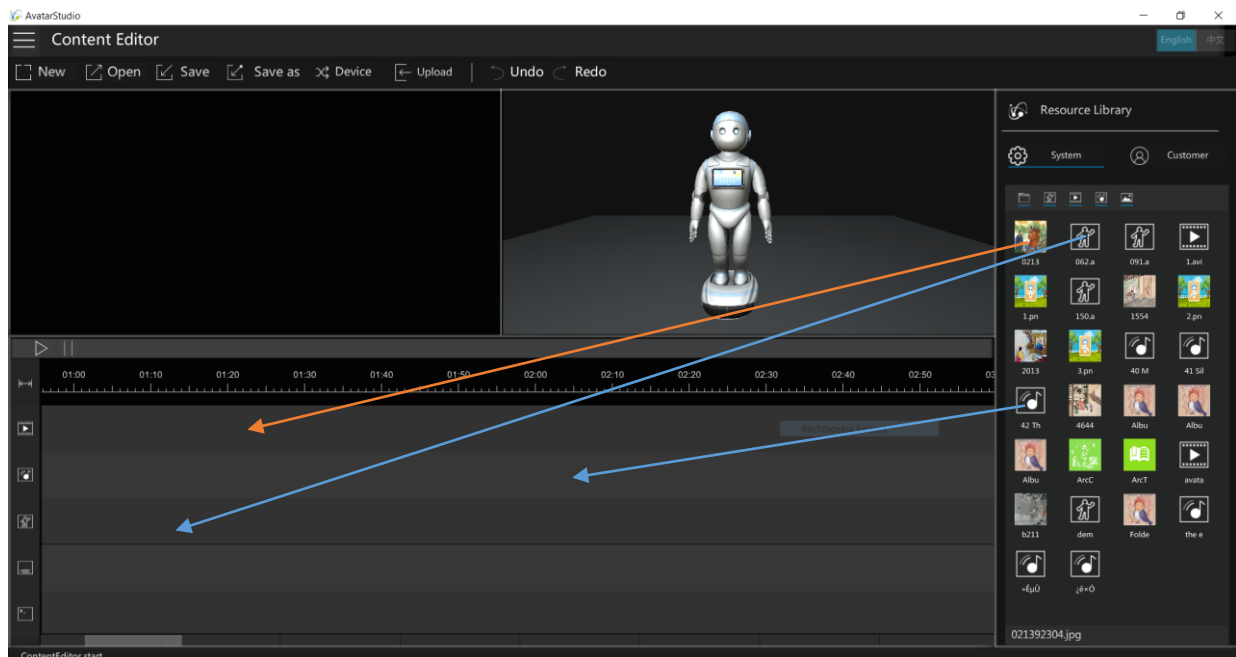 AvatarStudio
Content Editor
English 中文
New Open Save Save as Device Upload Undo Redo
Resource Library
System Customer
0213 062.a 091.a 1.avi
1.pn 150.a 1554 2.pn
2013 3.pn 40 M 41 Sil
42 Th 4644 Albu Albu
Albu ArcC ArcT avata
b211 dem Folde the e
¿è×Ó
01:00 01:10 01:20 01:30 01:40 01:50 02:00 02:10 02:20 02:30 02:40 02:50 03
021392304.jpg
ContentEditor start